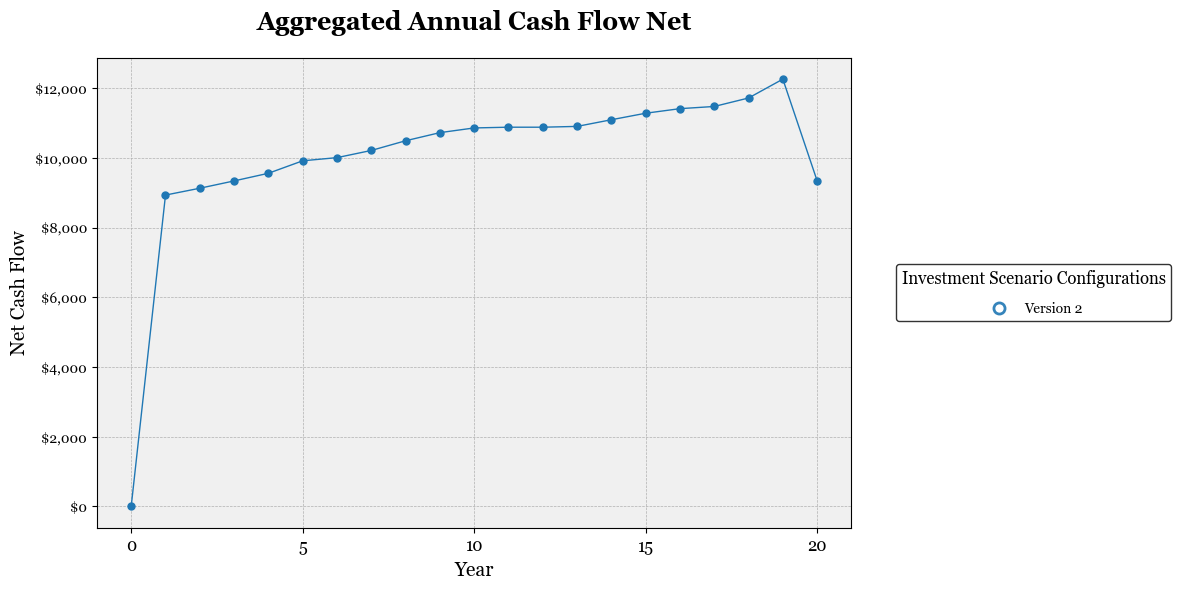 Aggregated Annual Cash Flow Net
Net Cash Flow
$12,000
$10,000
$8,000
$6,000
$4,000
$2,000
$0
0 5 10 15 20
Year
Investment Scenario Configurations
Version 2